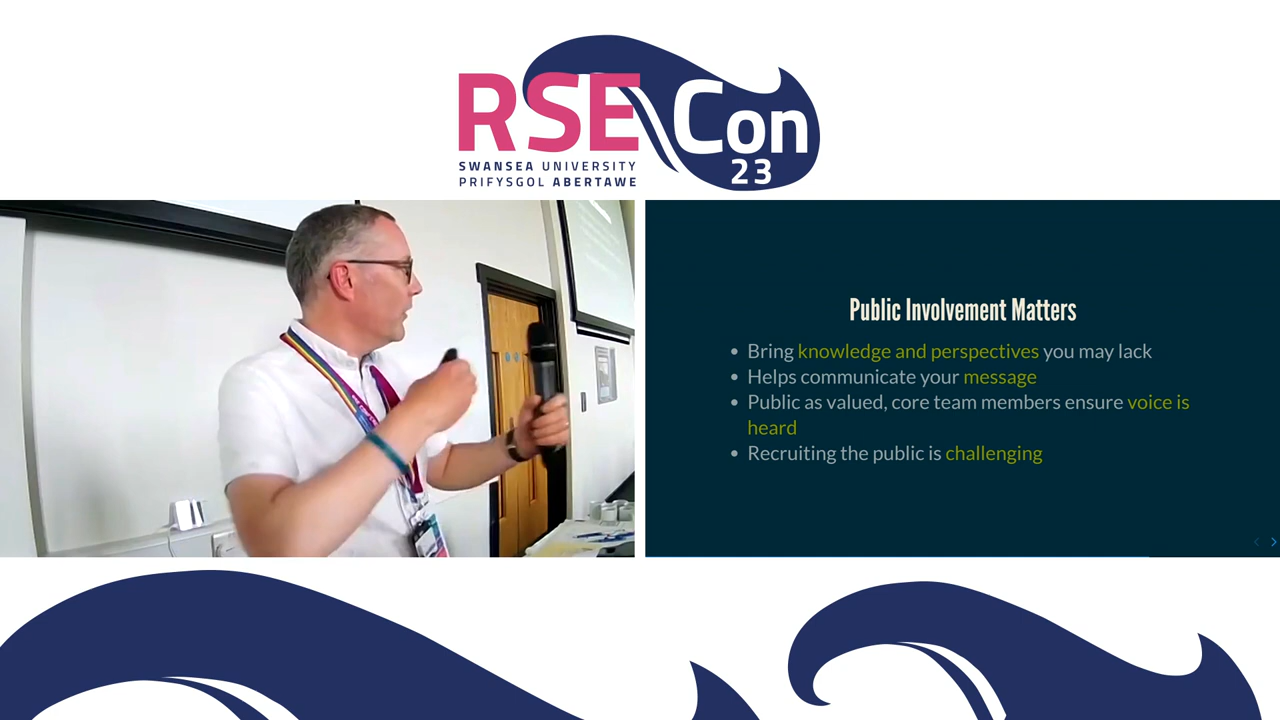 RSE Con
23
SWANSEA UNIVERSITY
PRIFYSGOL ABERTAWE
Public Involvement Matters
• Bring knowledge and perspectives you may lack
• Helps communicate your message
• Public as valued, core team members ensure voice is
heard
• Recruiting the public is challenging